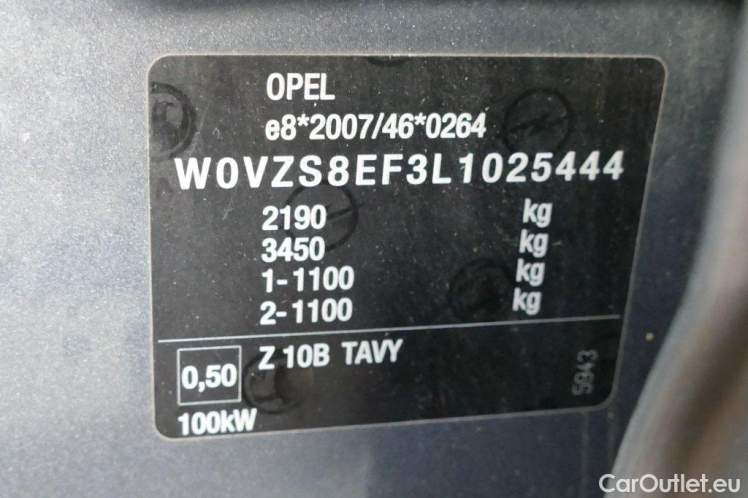 OPEL
e8*2007/46*0264
W0VZS8EF3L1025444
2190 kg
3450 kg
1-1100 kg
2-1100 kg
0,50 Z 10B TAVY
100kW
5943
CarOutlet.eu